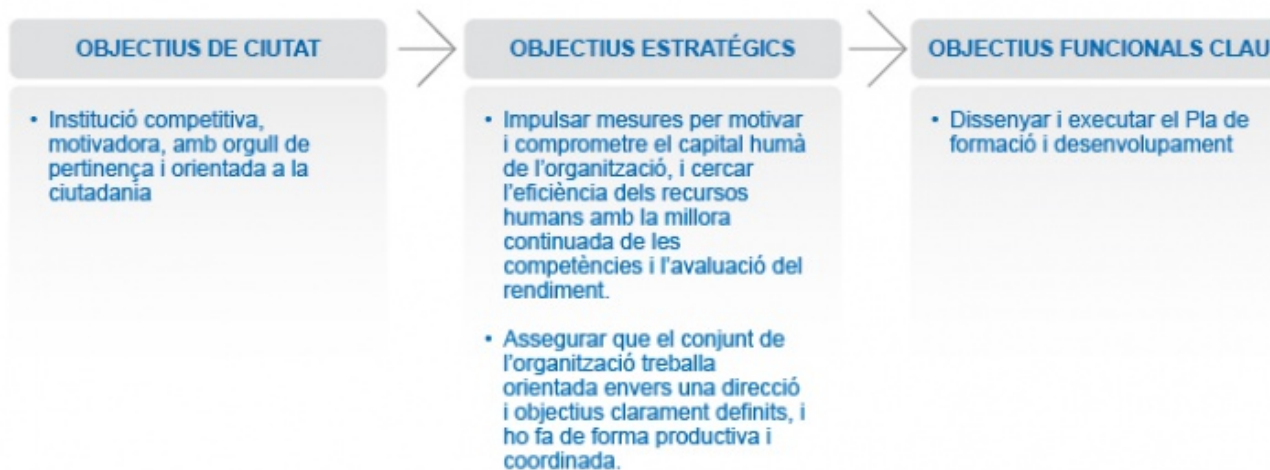 OBJECTIUS DE CIUTAT
• Institució competitiva,
motivadora, amb orgull de
pertinença i orientada a la
ciutadania
OBJECTIUS ESTRATÉGICS
• Impulsar mesures per motivar
i comprometre el capital humà
de l'organització, i cercar
l'eficiència dels recursos
humans amb la millora
continuada de les
competències i l'avaluació del
rendiment.
• Assegurar que el conjunt de
l'organització treballa
orientada envers una direcció
i objectius clarament definits, i
ho fa de forma productiva i
coordinada.
OBJECTIUS FUNCIONALS CLAU
• Dissenyar i executar el Pla de
formació i desenvolupament